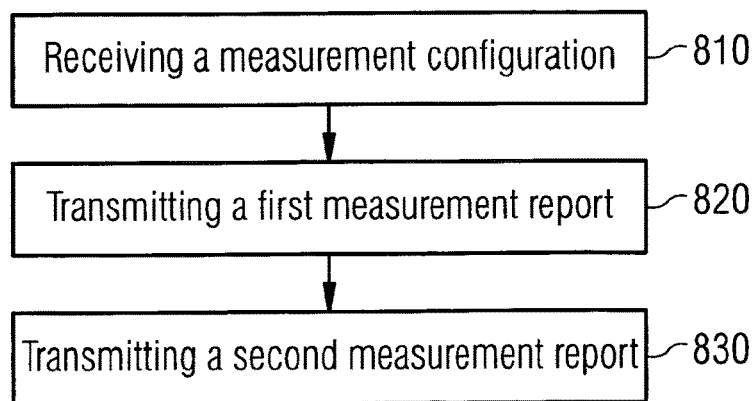 Receiving a measurement configuration 810
Transmitting a first measurement report 820
Transmitting a second measurement report 830